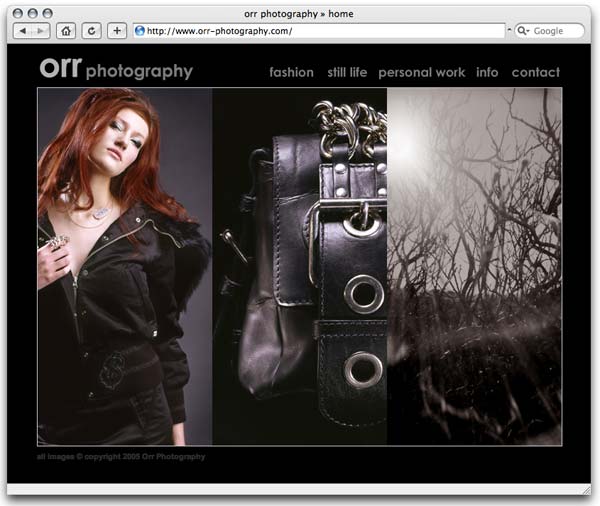 orr photography » home
http://www.orr-photography.com/
Google
orr photography
fashion still life personal work info contact
all images © copyright 2005 Orr Photography